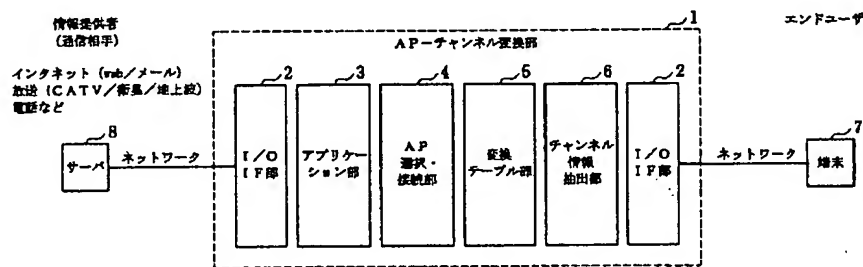 情報提供者
(通信相手)
インタネット (web/メール)
放送 (CATV/衛星/地上波)
電話など
エンドユーザ
1
AP-チャンネル変換部
2
3
4
5
6
2
7
8
サーバ
ネットワーク
I/O
IF部
アプリケー
ション部
AP
選択・
接続部
変換
テーブル部
チャンネル
情報
抽出部
I/O
IF部
ネットワーク
端末